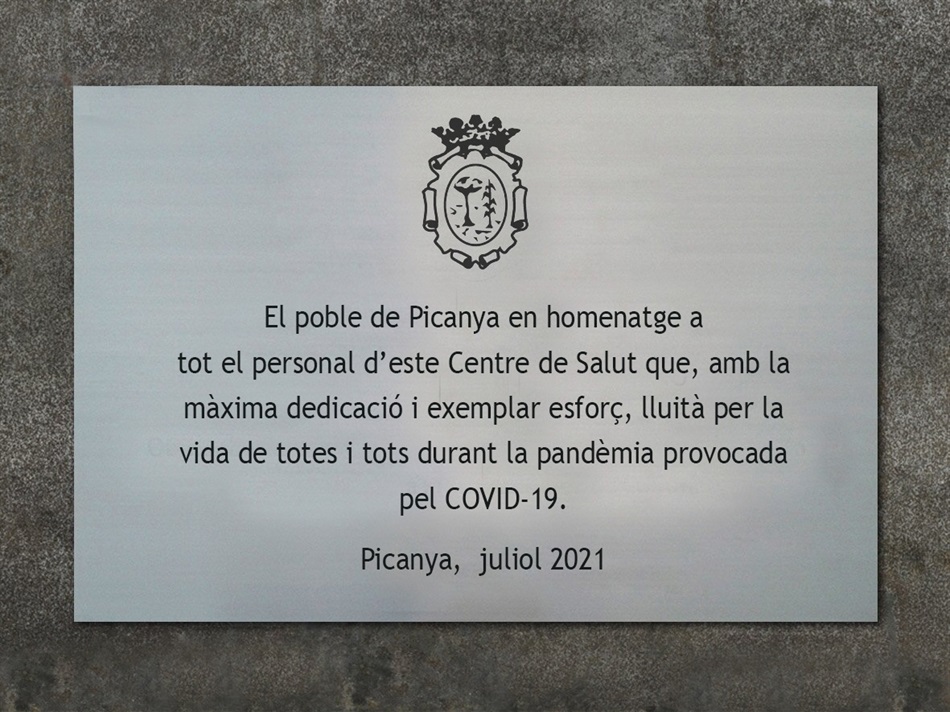 El poble de Picanya en homenatge a
tot el personal d’este Centre de Salut que, amb la
màxima dedicació i exemplar esforç, lluità per la
vida de totes i tots durant la pandèmia provocada
pel COVID-19.
Picanya, juliol 2021